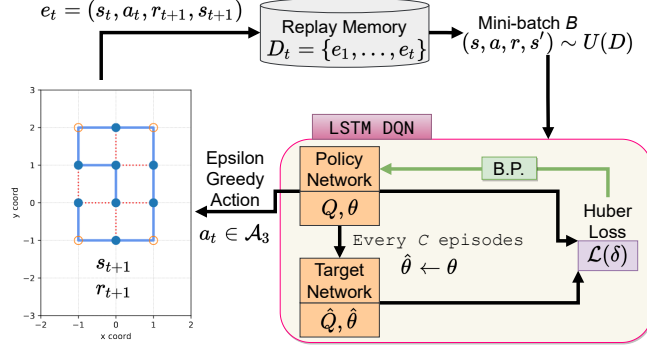 e_t = (s_t, a_t, r_{t+1}, s_{t+1})
Replay Memory
D_t = {e_1, ..., e_t}
Mini-batch B
(s, a, r, s') ∼ U(D)
LSTM DQN
Policy
Network
Q, θ
B.P.
Huber
Loss
ℒ(δ)
Every C episodes
θ̂ ← θ
Target
Network
Q̂, θ̂
Epsilon
Greedy
Action
a_t ∈ 𝒜_3
3
2
1
0
−1
−2
−3
y coord
s_{t+1}
r_{t+1}
−2
−1
0
1
2
x coord